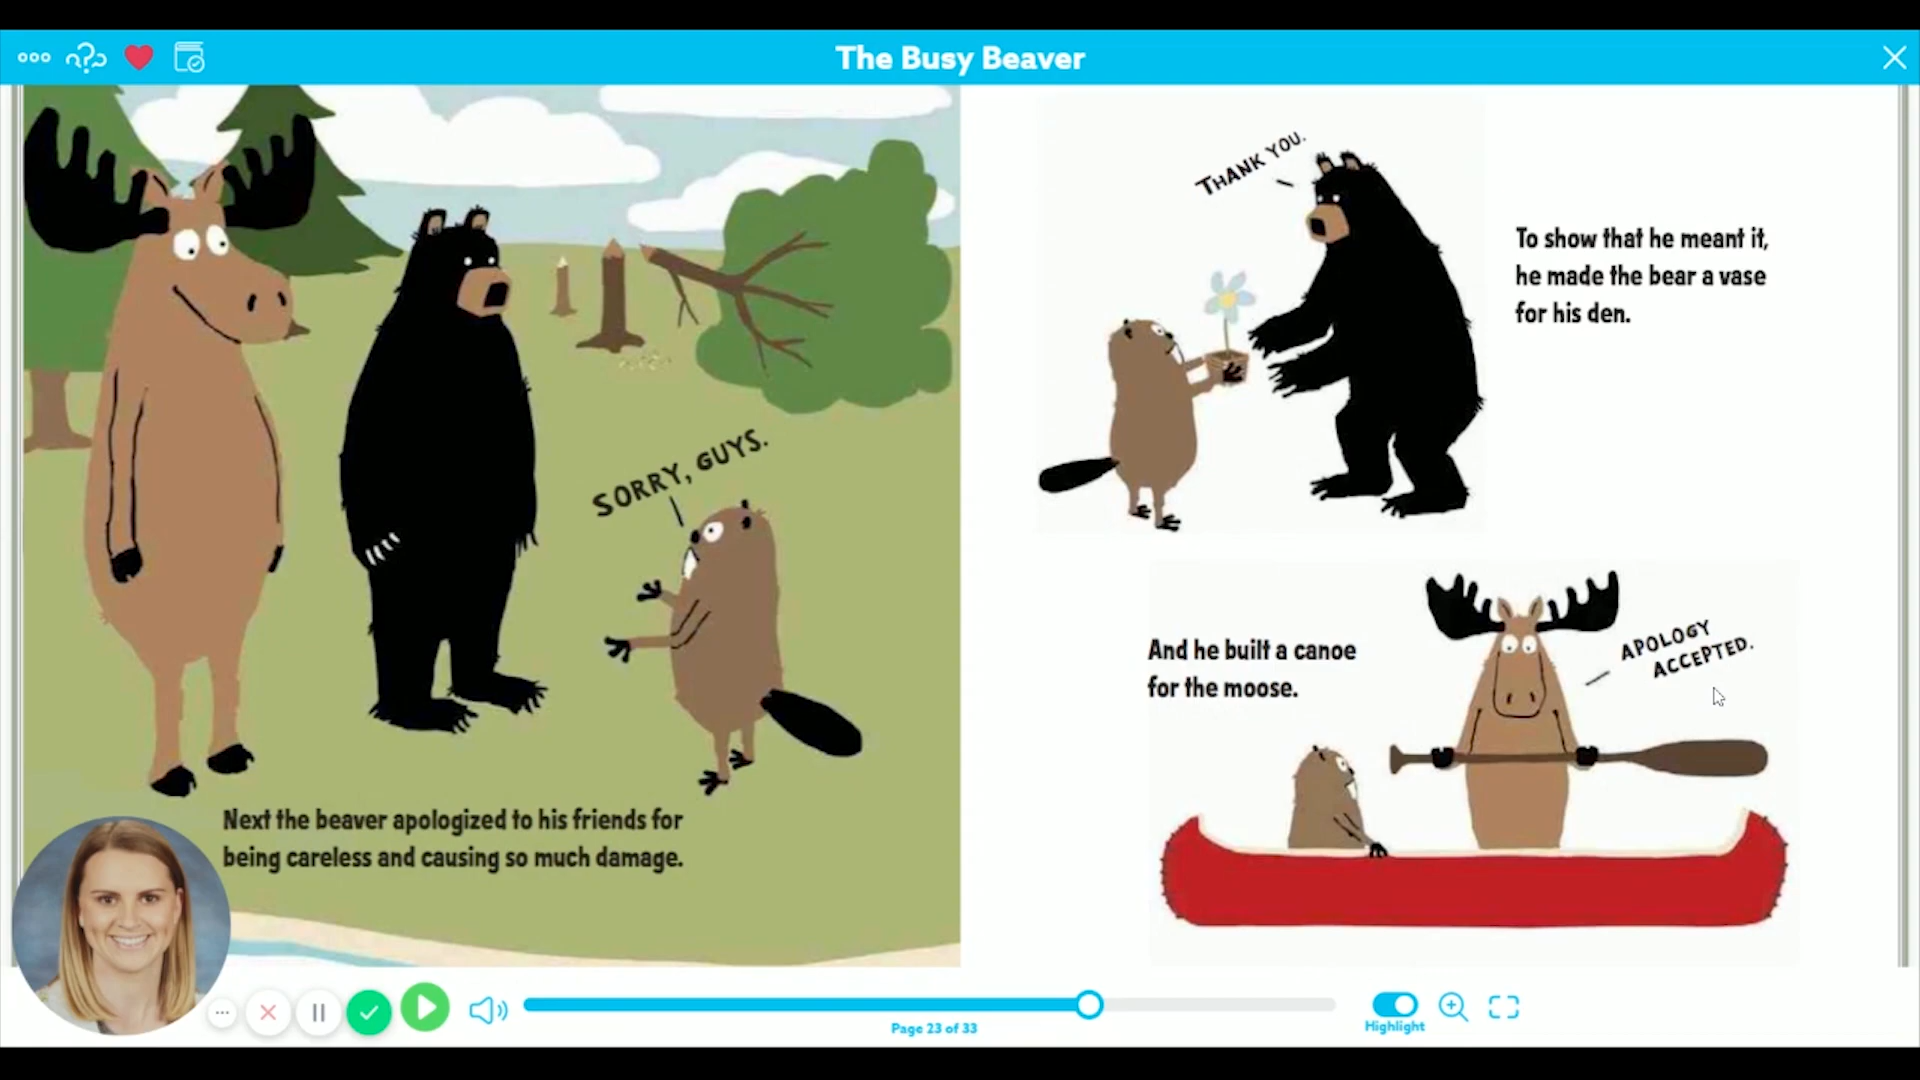 The Busy Beaver
SORRY, GUYS.
Next the beaver apologized to his friends for
being careless and causing so much damage.
THANK YOU.
To show that he meant it,
he made the bear a vase
for his den.
And he built a canoe
for the moose.
APOLOGY
ACCEPTED.
Page 23 of 33
Highlight